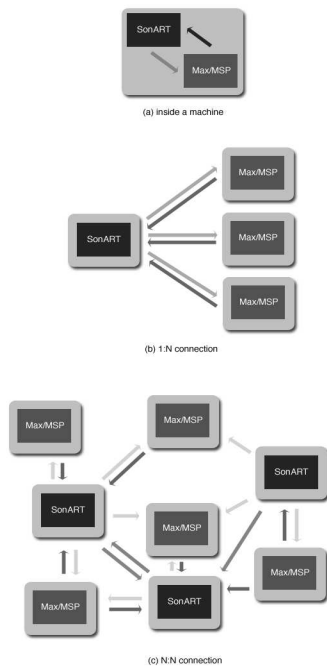 SonART
Max/MSP
(a) inside a machine
Max/MSP
SonART
Max/MSP
Max/MSP
(b) 1:N connection
Max/MSP
Max/MSP
SonART
SonART
Max/MSP
Max/MSP
Max/MSP
SonART
(c) N:N connection